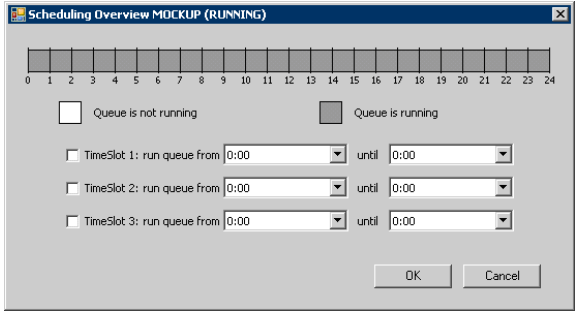 Scheduling Overview MOCKUP (RUNNING)
0 1 2 3 4 5 6 7 8 9 10 11 12 13 14 15 16 17 18 19 20 21 22 23 24
Queue is not running Queue is running
TimeSlot 1: run queue from 0:00 until 0:00
TimeSlot 2: run queue from 0:00 until 0:00
TimeSlot 3: run queue from 0:00 until 0:00
OK Cancel